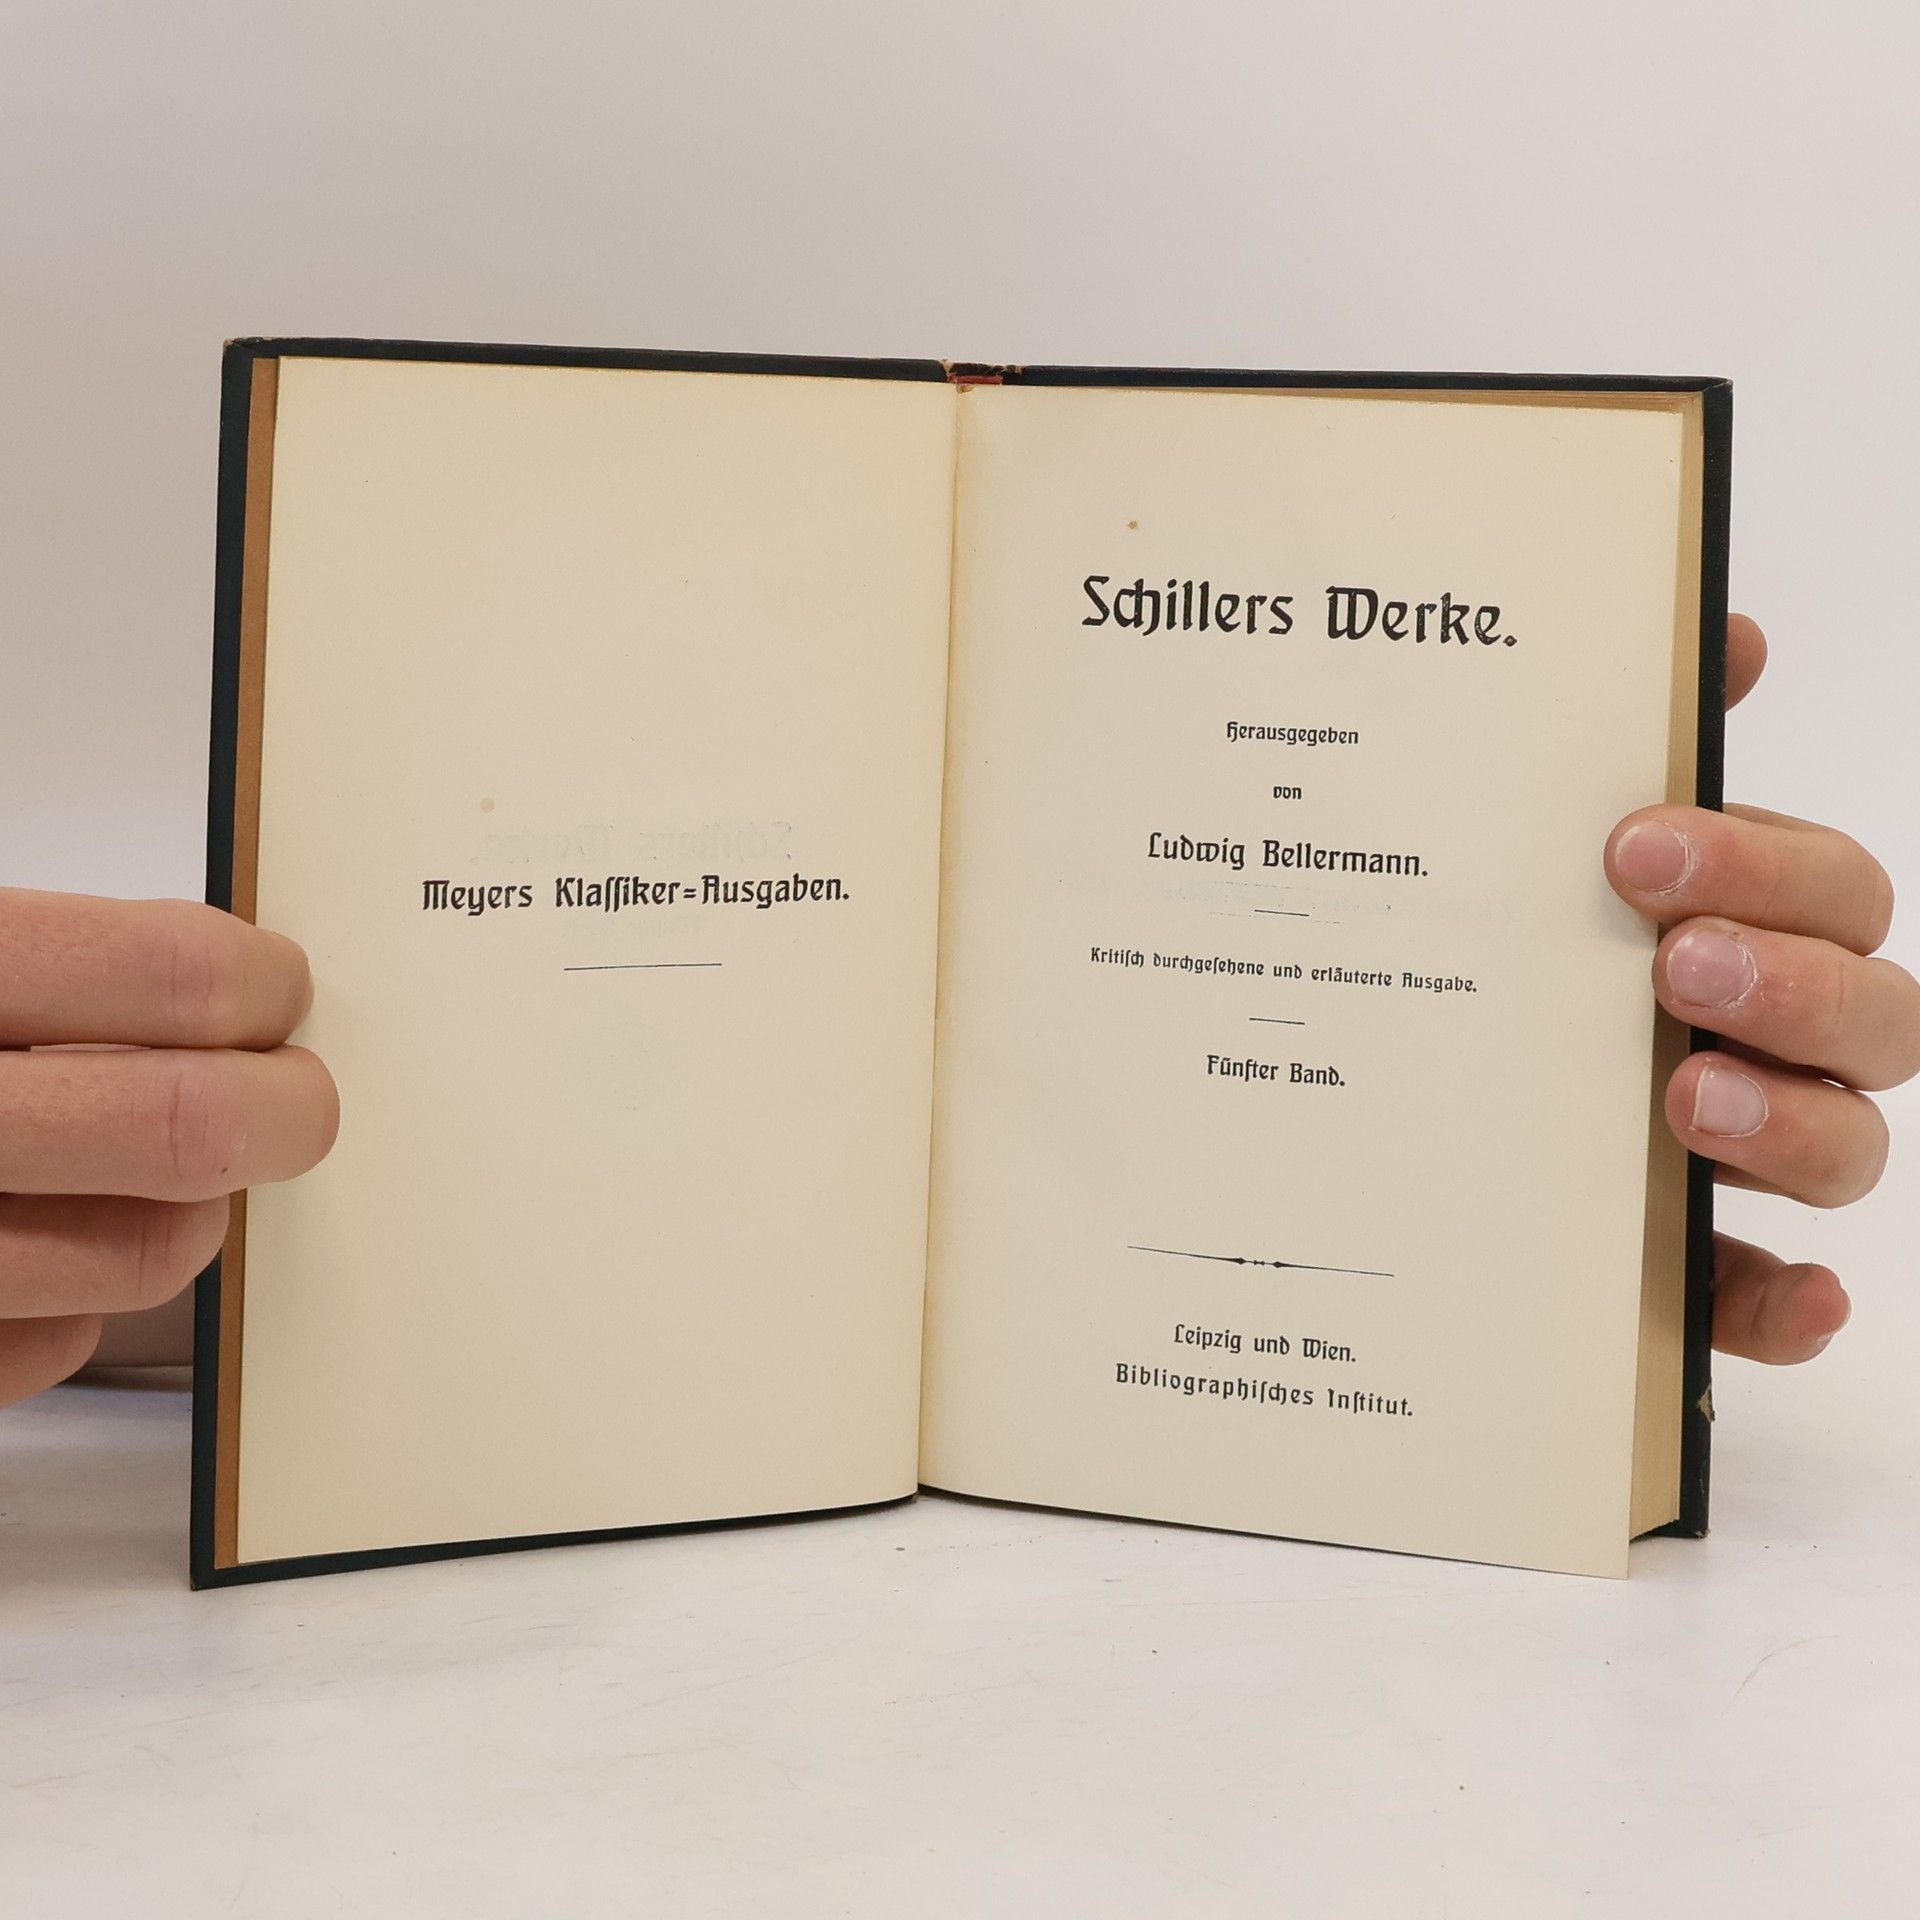 Meyers Klaſſiker=Ausgaben.
Schillers Werke.
Herausgegeben
von
Ludwig Bellermann.
Kritiſch durchgeſehene und erläuterte Ausgabe.
Fünfter Band.
Leipzig und Wien.
Bibliographiſches Inſtitut.